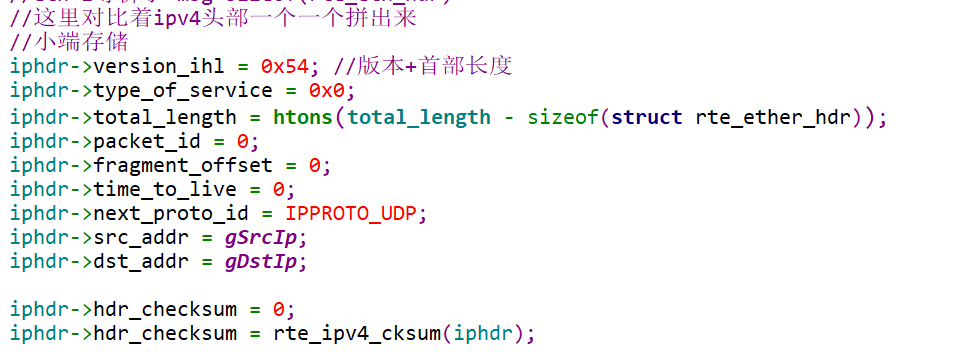 //这里对比着ipv4头部一个一个拼出来
//小端存储
iphdr->version_ihl = 0x54; //版本+首部长度
iphdr->type_of_service = 0x0;
iphdr->total_length = htons(total_length - sizeof(struct rte_ether_hdr));
iphdr->packet_id = 0;
iphdr->fragment_offset = 0;
iphdr->time_to_live = 0;
iphdr->next_proto_id = IPPROTO_UDP;
iphdr->src_addr = gSrcIp;
iphdr->dst_addr = gDstIp;
iphdr->hdr_checksum = 0;
iphdr->hdr_checksum = rte_ipv4_cksum(iphdr);